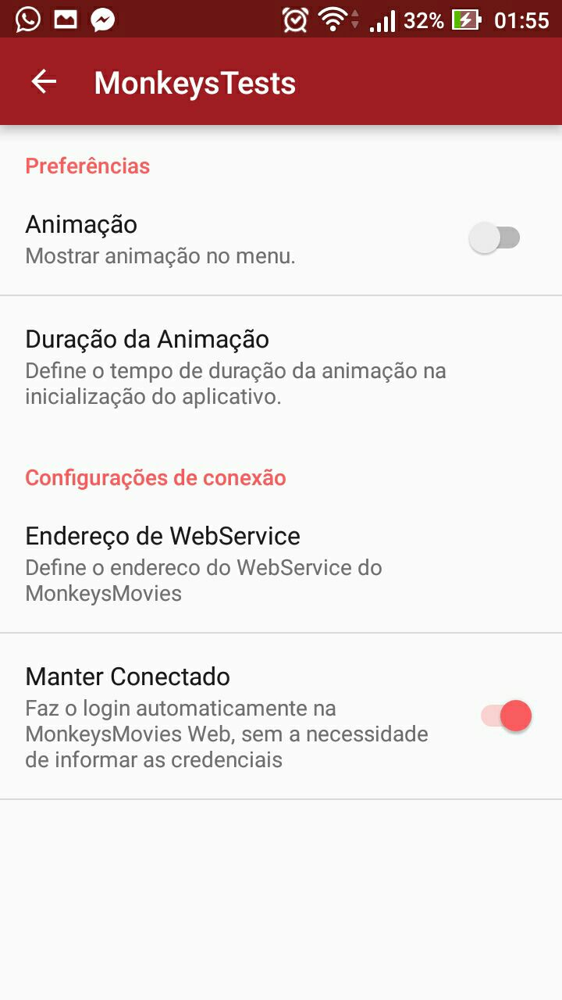 32% 01:55
MonkeysTests
Preferências
Animação
Mostrar animação no menu.
Duração da Animação
Define o tempo de duração da animação na
inicialização do aplicativo.
Configurações de conexão
Endereço de WebService
Define o endereco do WebService do
MonkeysMovies
Manter Conectado
Faz o login automaticamente na
MonkeysMovies Web, sem a necessidade
de informar as credenciais